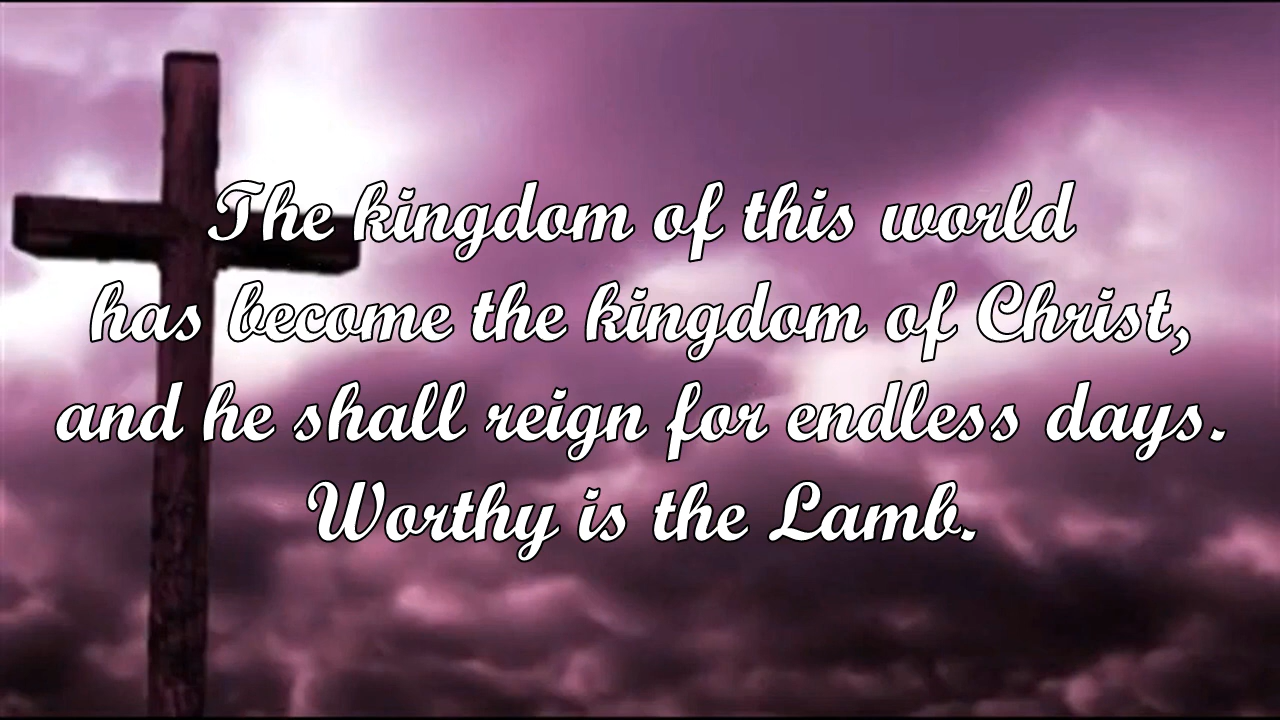 The kingdom of this world
has become the kingdom of Christ,
and he shall reign for endless days.
Worthy is the Lamb.